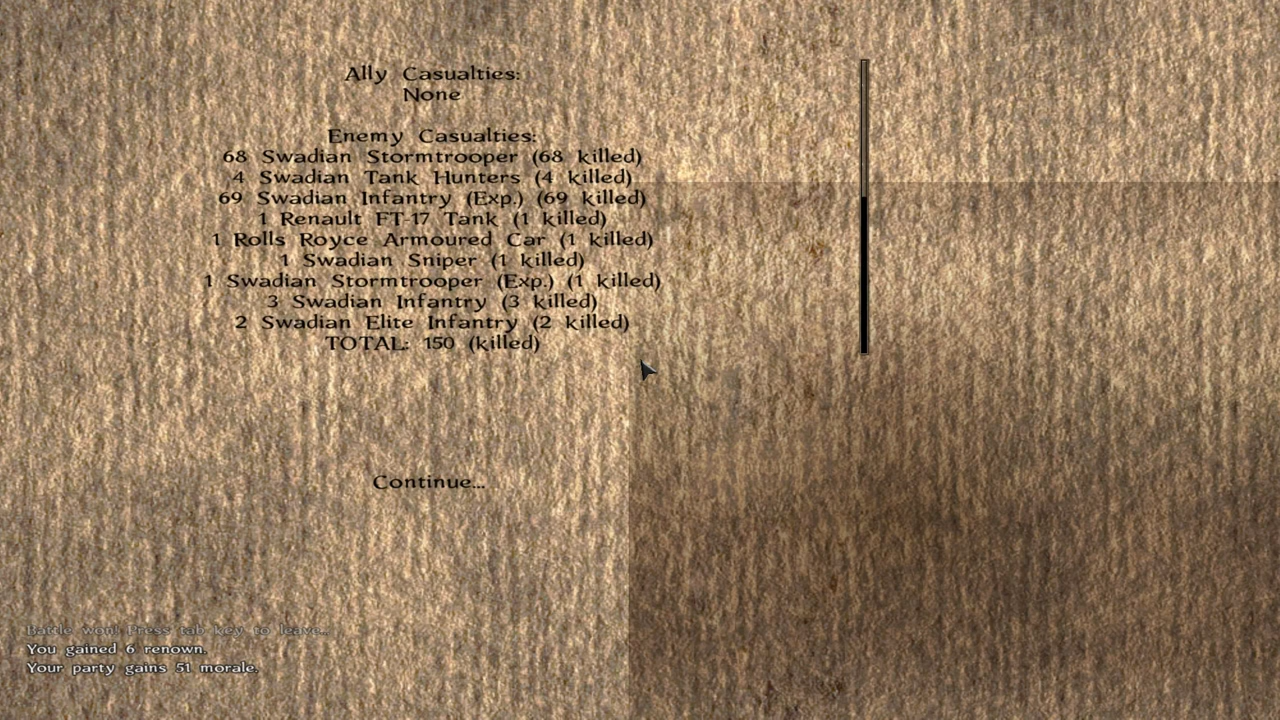 Ally Casualties:
None
Enemy Casualties:
68 Swadian Stormtrooper (68 killed)
4 Swadian Tank Hunters (4 killed)
69 Swadian Infantry (Exp.) (69 killed)
1 Renault FT-17 Tank (1 killed)
1 Rolls Royce Armoured Car (1 killed)
1 Swadian Sniper (1 killed)
1 Swadian Stormtrooper (Exp.) (1 killed)
3 Swadian Infantry (3 killed)
2 Swadian Elite Infantry (2 killed)
TOTAL: 150 (killed)
Continue...
Battle won! Press tab key to leave..
You gained 6 renown.
Your party gains 51 morale.